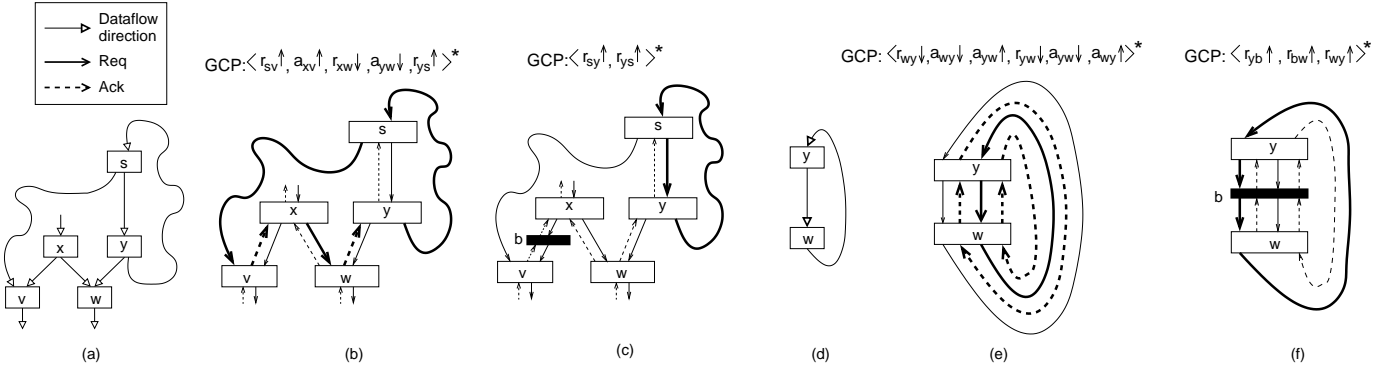 Dataflow
direction
Req
Ack
s
x
y
v
w
(a)
GCP:⟨ r_sv↑, a_xv↑, r_xw↓, a_yw↓, r_ys↑ ⟩*
s
x
y
v
w
(b)
GCP:⟨ r_sy↑, r_ys↑ ⟩*
s
x
y
b
v
w
(c)
y
w
(d)
GCP: ⟨ r_wy↓, a_wy↓, a_yw↑, r_yw↓, a_yw↓, a_wy↑ ⟩*
y
w
(e)
GCP:⟨ r_yb↑, r_bw↑, r_wy↑ ⟩*
y
b
w
(f)